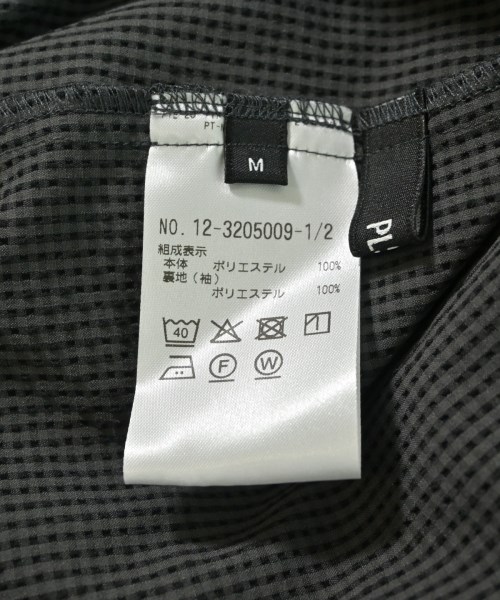 M
NO. 12-3205009-1/2
組成表示
本体 ポリエステル 100%
裏地(袖)
ポリエステル 100%
40
F W